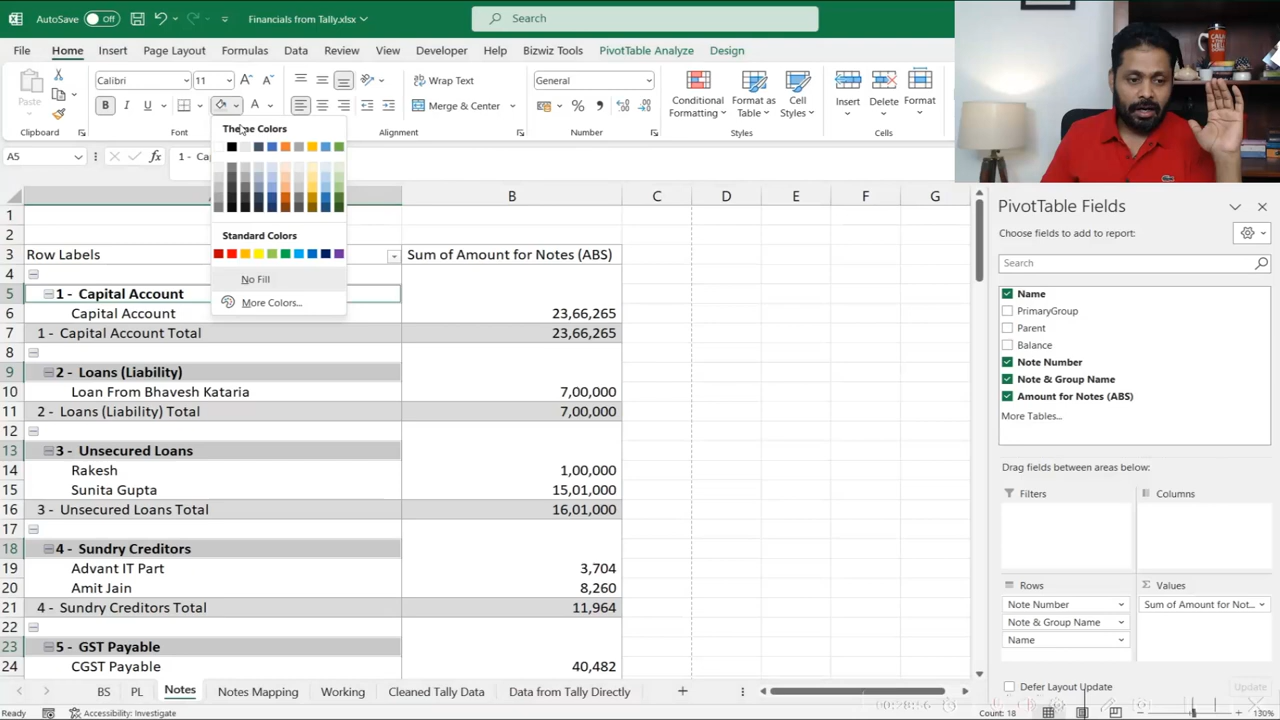 AutoSave Off Financials from Tally.xlsx Search
File Home Insert Page Layout Formulas Data Review View Developer Help Bizwiz Tools PivotTable Analyze Design
Paste Calibri 11 Wrap Text General Conditional Formatting Format as Table Cell Styles Insert Delete Format
B I U A Merge & Center % 9
Clipboard Font Alignment Number Styles Cells
Theme Colors
Standard Colors
No Fill
More Colors...
A5 fx 1 - Cap
B C D E F G
1
2
3 Row Labels Sum of Amount for Notes (ABS)
4
5 1 - Capital Account
6 Capital Account 23,66,265
7 1 - Capital Account Total 23,66,265
8
9 2 - Loans (Liability)
10 Loan From Bhavesh Kataria 7,00,000
11 2 - Loans (Liability) Total 7,00,000
12
13 3 - Unsecured Loans
14 Rakesh 1,00,000
15 Sunita Gupta 15,01,000
16 3 - Unsecured Loans Total 16,01,000
17
18 4 - Sundry Creditors
19 Advant IT Part 3,704
20 Amit Jain 8,260
21 4 - Sundry Creditors Total 11,964
22
23 5 - GST Payable
24 CGST Payable 40,482
PivotTable Fields
Choose fields to add to report:
Search
Name
PrimaryGroup
Parent
Balance
Note Number
Note & Group Name
Amount for Notes (ABS)
More Tables...
Drag fields between areas below:
Filters Columns
Rows Σ Values
Note Number Sum of Amount for Not...
Note & Group Name
Name
Defer Layout Update Update
BS PL Notes Notes Mapping Working Cleaned Tally Data Data from Tally Directly
Ready Accessibility: Investigate 00:28:56 Count: 18 130%